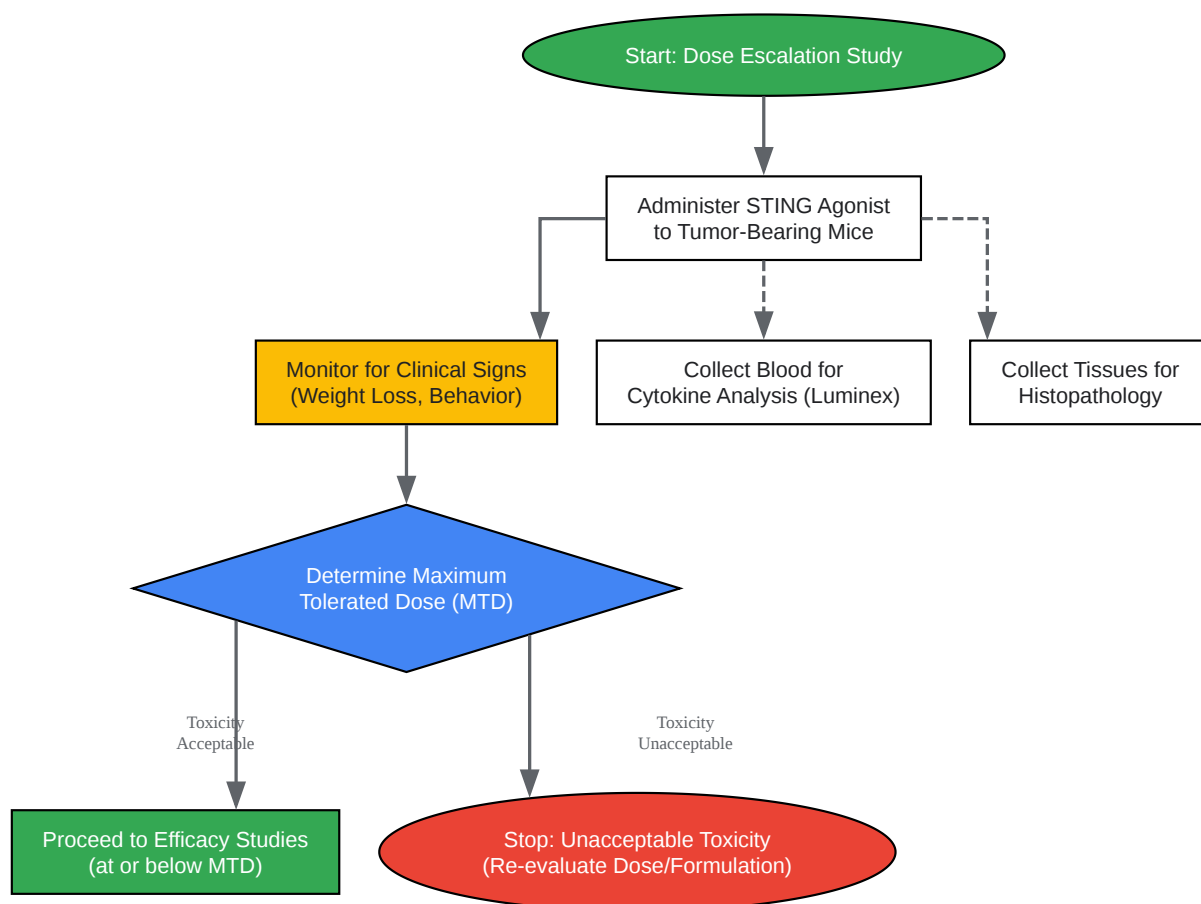 Start: Dose Escalation Study
Administer STING Agonist
to Tumor-Bearing Mice
Monitor for Clinical Signs
(Weight Loss, Behavior)
Collect Blood for
Cytokine Analysis (Luminex)
Collect Tissues for
Histopathology
Determine Maximum
Tolerated Dose (MTD)
Toxicity
Acceptable
Toxicity
Unacceptable
Proceed to Efficacy Studies
(at or below MTD)
Stop: Unacceptable Toxicity
(Re-evaluate Dose/Formulation)